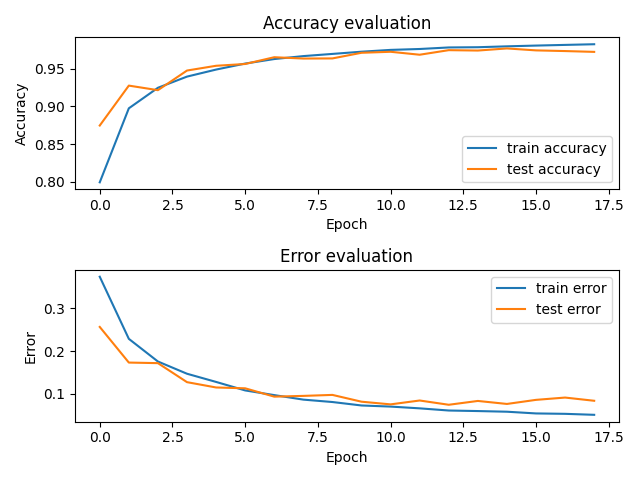 Accuracy evaluation
Accuracy
0.95
0.90
0.85
0.80
train accuracy
test accuracy
0.0 2.5 5.0 7.5 10.0 12.5 15.0 17.5
Epoch
Error evaluation
Error
0.3
0.2
0.1
train error
test error
0.0 2.5 5.0 7.5 10.0 12.5 15.0 17.5
Epoch